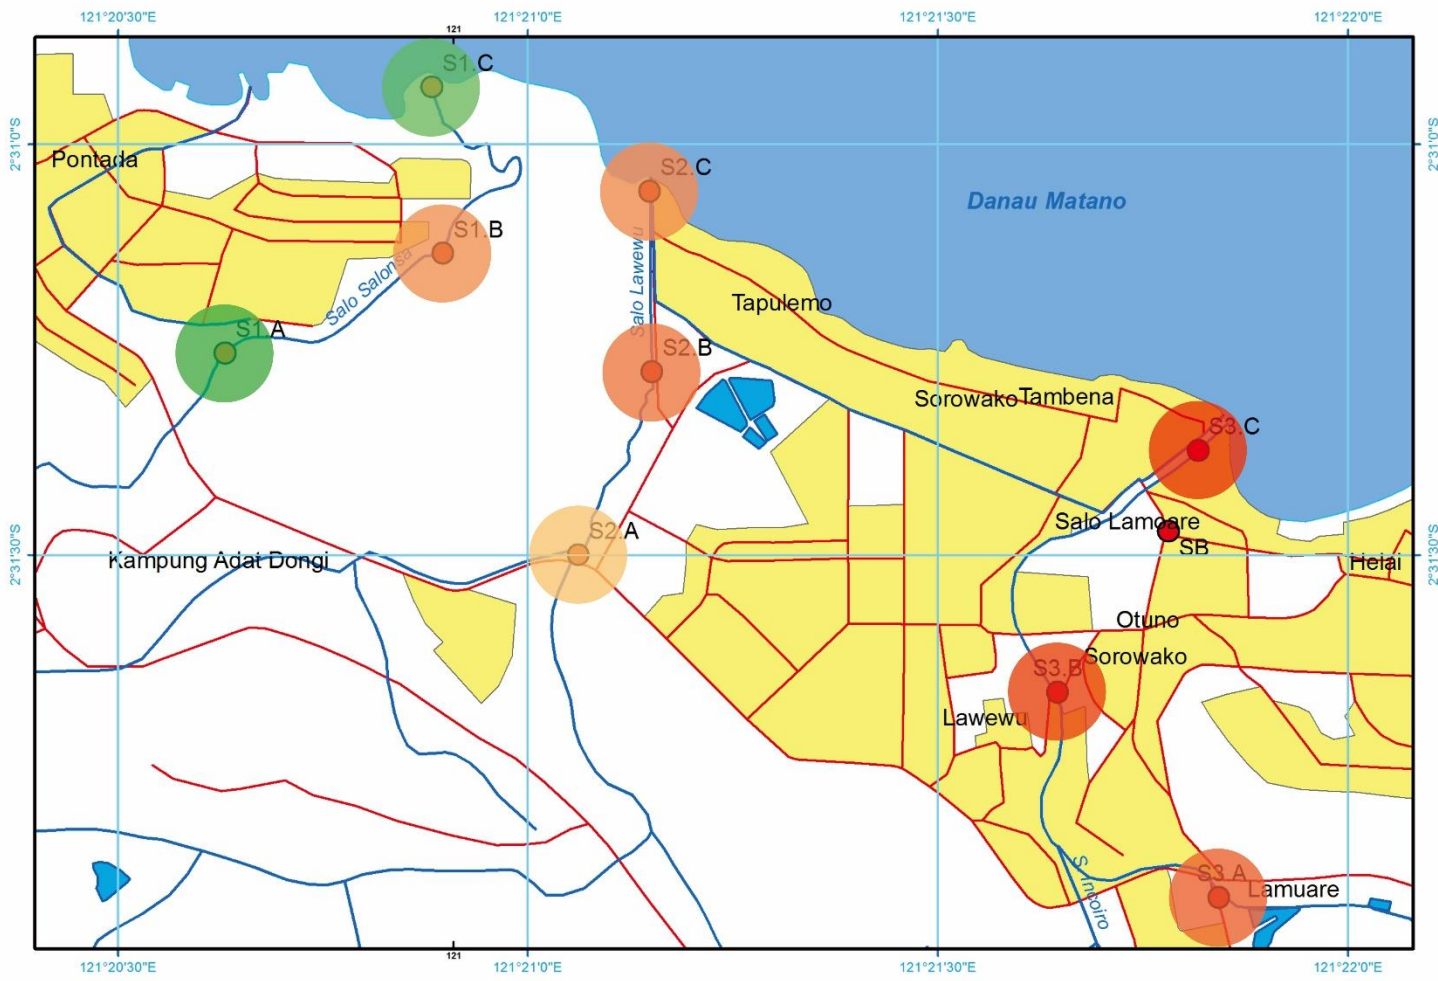 121°20'30"E
121°21'0"E
121°21'30"E
121°22'0"E
121
S1.C
2°31'0"S
2°31'0"S
Pontada
S2.C
Danau Matano
S1.B
Salo Salonsa
Salo Lawewu
Tapulemo
S1.A
S2.B
Sorowako
Tambena
S3.C
Salo Lamoare
S2.A
SB
2°31'30"S
Kampung Adat Dongi
Helai
2°31'30"S
Otuno
S3.B
Sorowako
Lawewu
S. Incoiro
S3.A
Lamuare
121°20'30"E
121
121°21'0"E
121°21'30"E
121°22'0"E